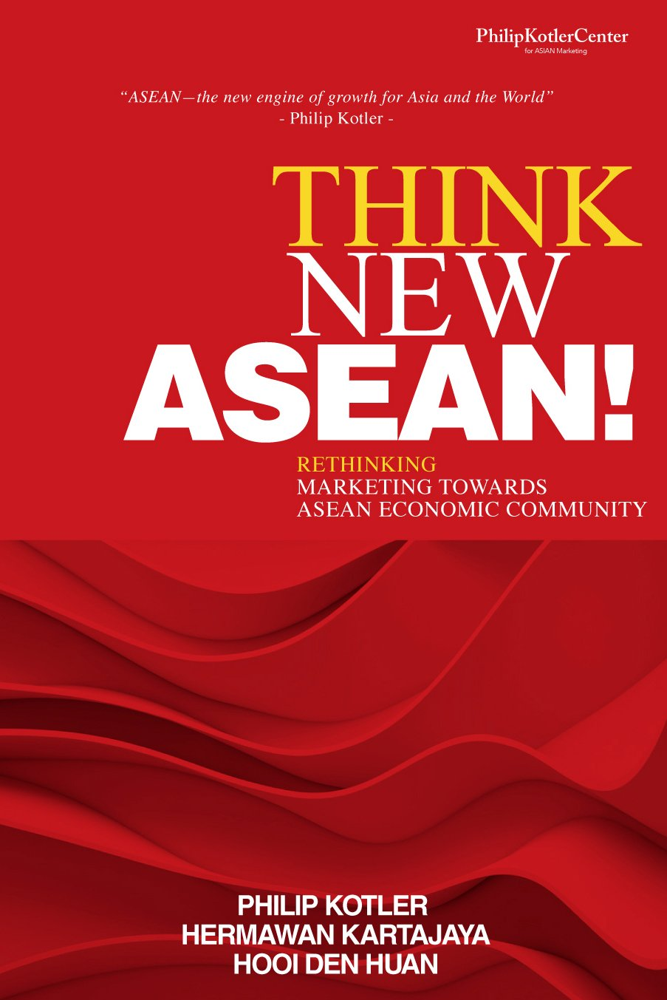 PhilipKotlerCenter
for ASIAN Marketing
“ASEAN—the new engine of growth for Asia and the World”
- Philip Kotler -
THINK
NEW
ASEAN!
RETHINKING
MARKETING TOWARDS
ASEAN ECONOMIC COMMUNITY
PHILIP KOTLER
HERMAWAN KARTAJAYA
HOOI DEN HUAN